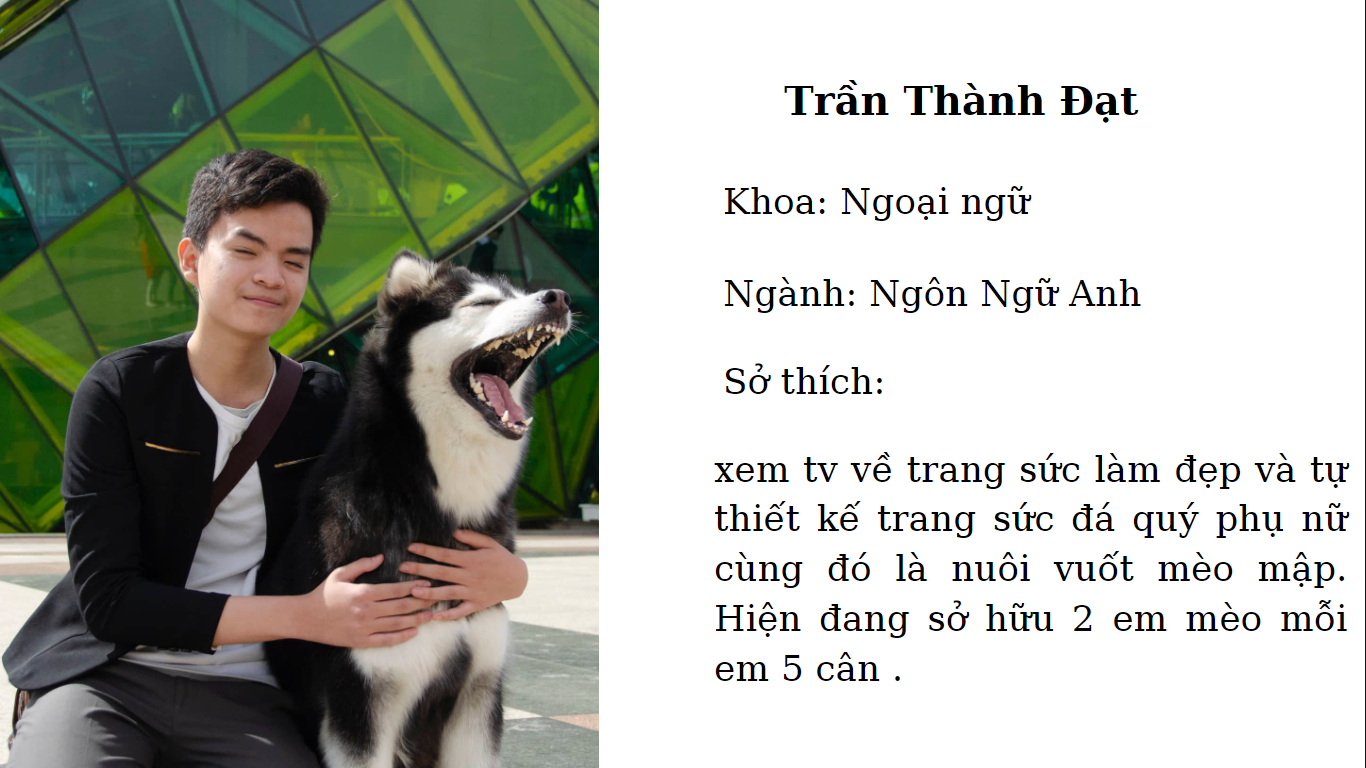 Trần Thành Đạt
Khoa: Ngoại ngữ
Ngành: Ngôn Ngữ Anh
Sở thích:
xem tv về trang sức làm đẹp và tự
thiết kế trang sức đá quý phụ nữ
cùng đó là nuôi vuốt mèo mập.
Hiện đang sở hữu 2 em mèo mỗi
em 5 cân .